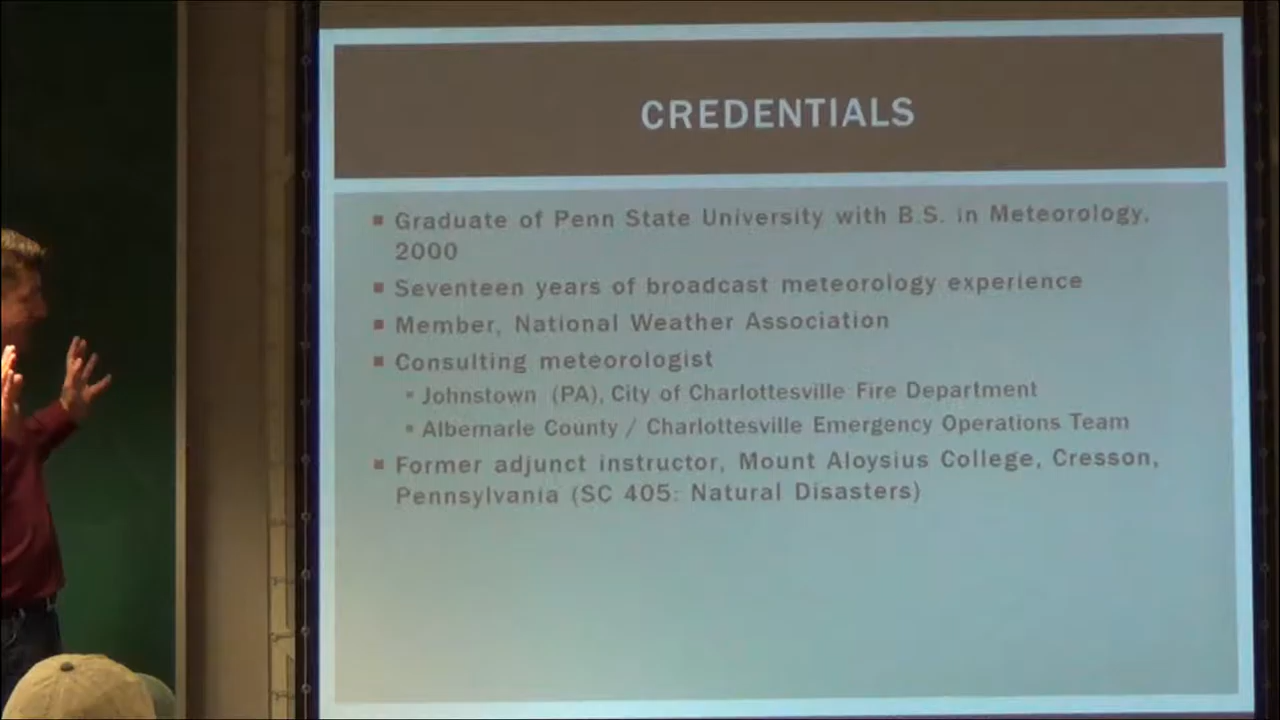 CREDENTIALS
Graduate of Penn State University with B.S. in Meteorology,
2000
Seventeen years of broadcast meteorology experience
Member, National Weather Association
Consulting meteorologist
Johnstown (PA), City of Charlottesville Fire Department
Albemarle County / Charlottesville Emergency Operations Team
Former adjunct instructor, Mount Aloysius College, Cresson,
Pennsylvania (SC 405: Natural Disasters)